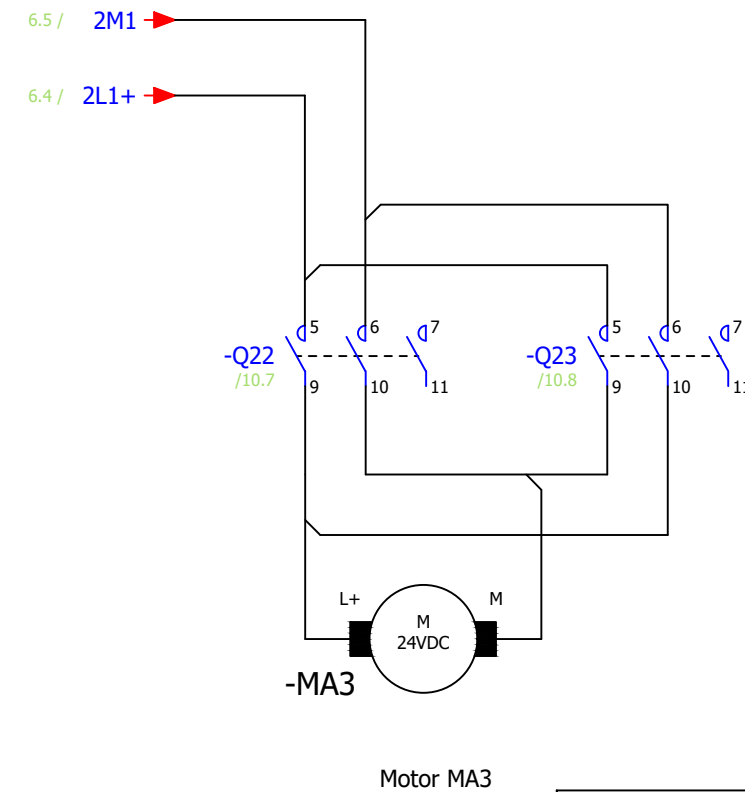 6.5 / 2M1
6.4 / 2L1+
5 6 7 5 6 7
-Q22 -Q23
/10.7 /10.8
9 10 11 9 10
L+ M
M
24VDC
-MA3
Motor MA3